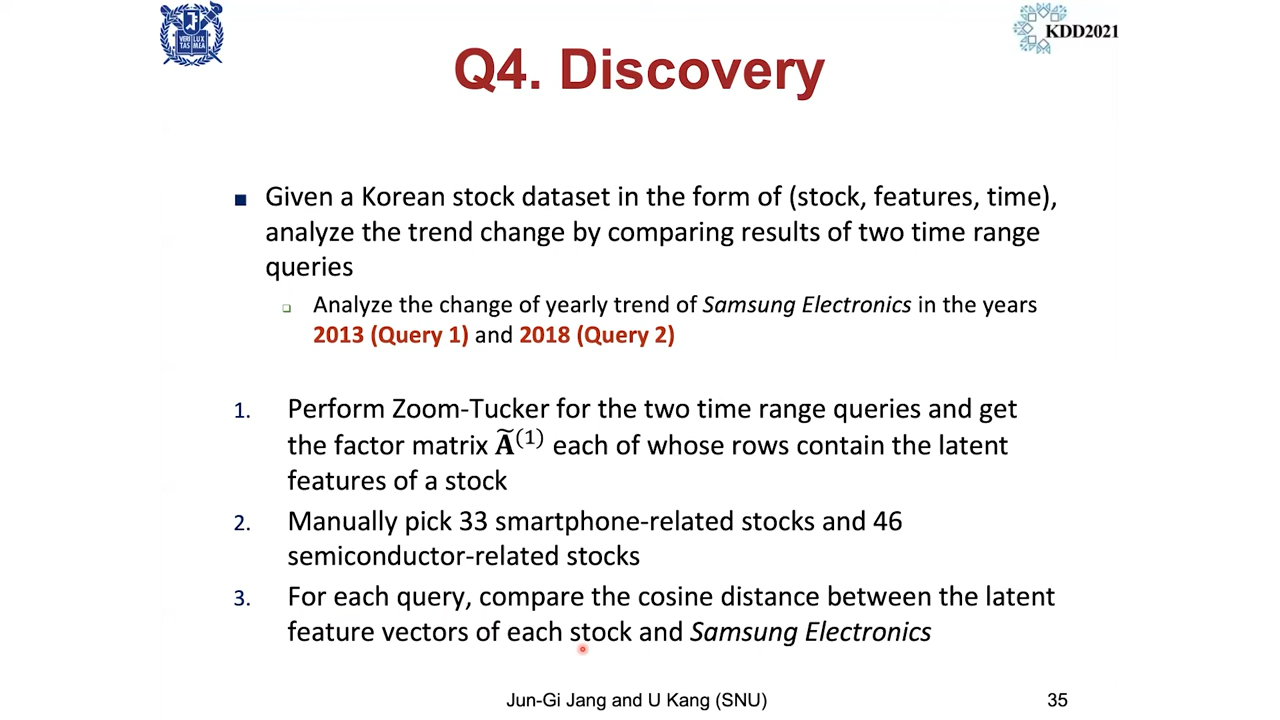 VERI LUX
TAS MEA
KDD2021
Q4. Discovery
Given a Korean stock dataset in the form of (stock, features, time),
analyze the trend change by comparing results of two time range
queries
Analyze the change of yearly trend of Samsung Electronics in the years
2013 (Query 1) and 2018 (Query 2)
1. Perform Zoom-Tucker for the two time range queries and get
the factor matrix Ã⁽¹⁾ each of whose rows contain the latent
features of a stock
2. Manually pick 33 smartphone-related stocks and 46
semiconductor-related stocks
3. For each query, compare the cosine distance between the latent
feature vectors of each stock and Samsung Electronics
Jun-Gi Jang and U Kang (SNU)
35